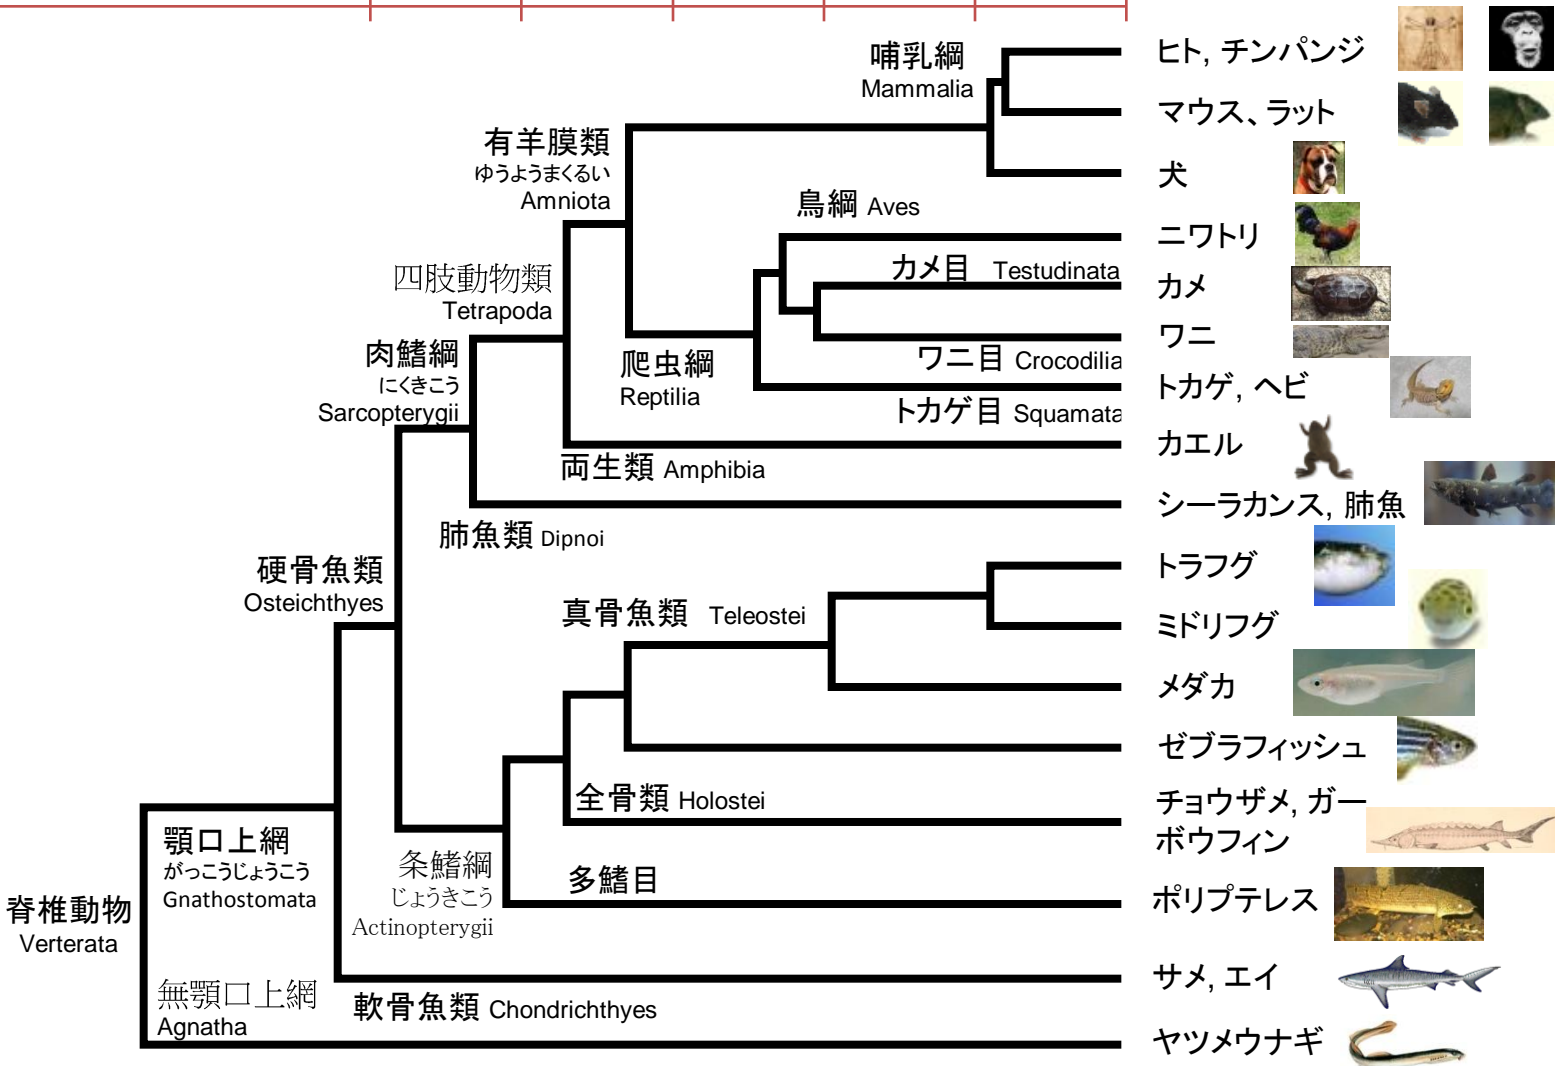 哺乳綱
Mammalia
ヒト, チンパンジ
マウス、ラット
有羊膜類
ゆうようまくるい
Amniota
犬
鳥綱 Aves
ニワトリ
四肢動物類
Tetrapoda
カメ目 Testudinata
カメ
肉鰭綱
にくきこう
Sarcopterygii
爬虫綱
Reptilia
ワニ
ワニ目 Crocodilia
トカゲ, ヘビ
トカゲ目 Squamata
カエル
両生類 Amphibia
シーラカンス, 肺魚
肺魚類 Dipnoi
硬骨魚類
Osteichthyes
トラフグ
真骨魚類 Teleostei
ミドリフグ
メダカ
ゼブラフィッシュ
全骨類 Holostei
チョウザメ, ガー
ボウフィン
顎口上網
がっこうじょうこう
Gnathostomata
条鰭綱
じょうきこう
Actinopterygii
多鰭目
ポリプテレス
脊椎動物
Verterata
サメ, エイ
無顎口上網
Agnatha
軟骨魚類 Chondrichthyes
ヤツメウナギ